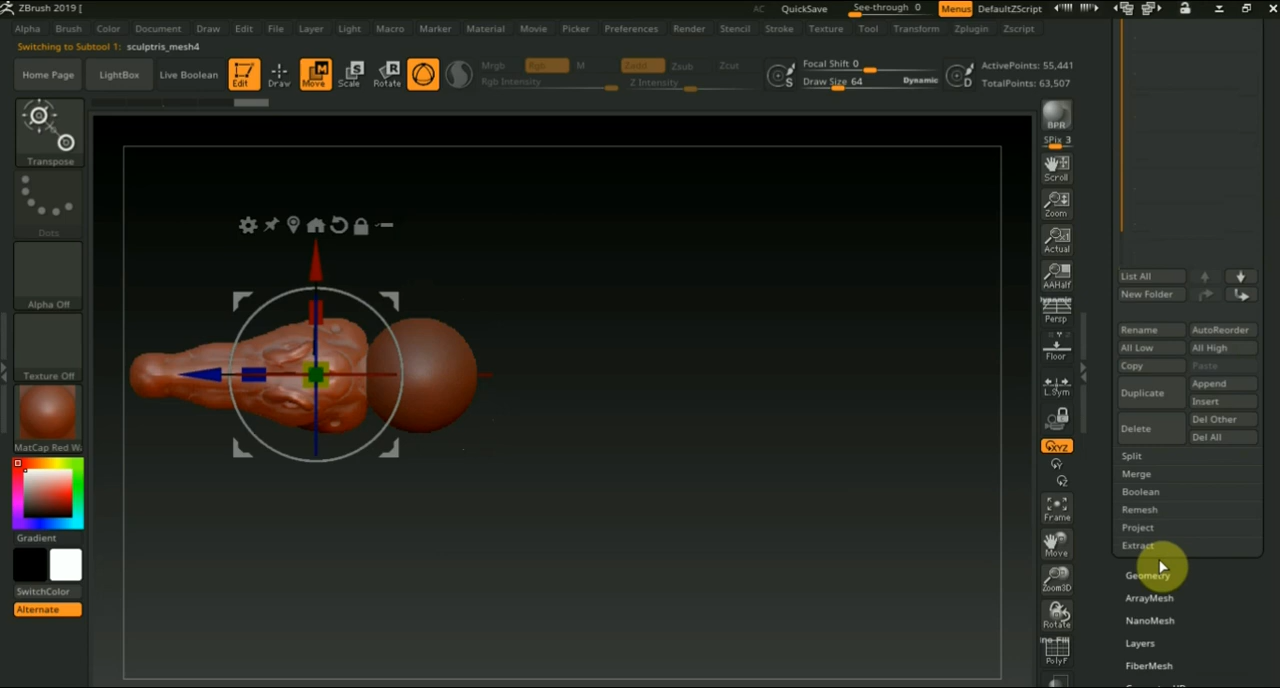 ZBrush 2019 [
AC QuickSave See-through 0 Menus DefaultZScript
Alpha Brush Color Document Draw Edit File Layer Light Macro Marker Material Movie Picker Preferences Render Stencil Stroke Texture Tool Transform Zplugin Zscript
Switching to Subtool 1: sculptris_mesh4
Home Page LightBox Live Boolean Edit Draw Move Scale Rotate
Mrgb Rgb M Zadd Zsub Zcut
Rgb Intensity Z Intensity
Focal Shift 0
Draw Size 64 Dynamic
S D
ActivePoints: 55,441
TotalPoints: 63,507
Transpose
Dots
Alpha Off
Texture Off
MatCap Red Wa
Gradient
SwitchColor
Alternate
BPR
SPix 3
Scroll
Zoom
Actual
AAHalf
Dynamic
Persp
Floor
L.Sym
XYZ
Y
Z
Frame
Move
Zoom3D
Rotate
PolyF
List All
New Folder
Rename AutoReorder
All Low All High
Copy Paste
Duplicate Append
Insert
Delete Del Other
Del All
Split
Merge
Boolean
Remesh
Project
Extract
Geometry
ArrayMesh
NanoMesh
Layers
FiberMesh